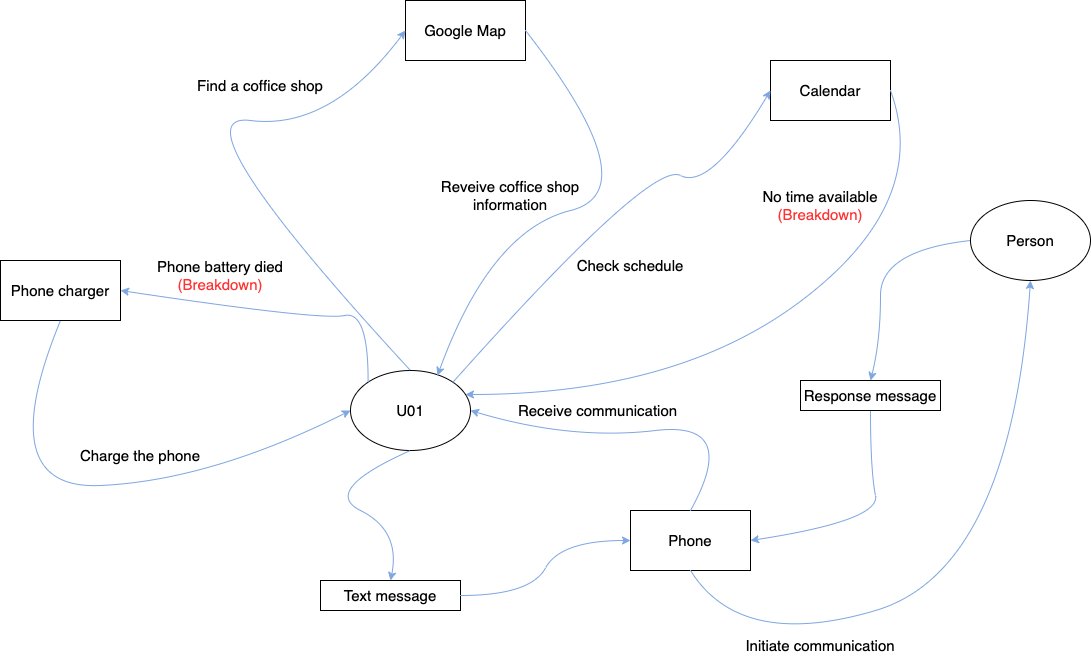 Google Map
Find a coffice shop
Calendar
Reveive coffice shop
information
No time available
(Breakdown)
Person
Check schedule
Phone battery died
(Breakdown)
Phone charger
Response message
U01
Receive communication
Charge the phone
Phone
Text message
Initiate communication